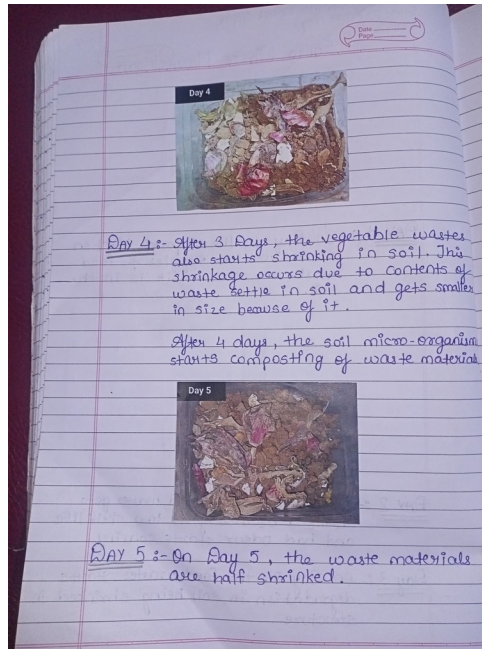 Date
Page
Day 4
DAY 4:- After 3 Days, the vegetable wastes
also starts shrinking in soil. This
shrinkage occurs due to contents of
waste settle in soil and gets smaller
in size because of it.
After 4 days, the soil micro-organism
starts composting of waste material
Day 5
DAY 5:- On Day 5, the waste materials
are half shrinked.